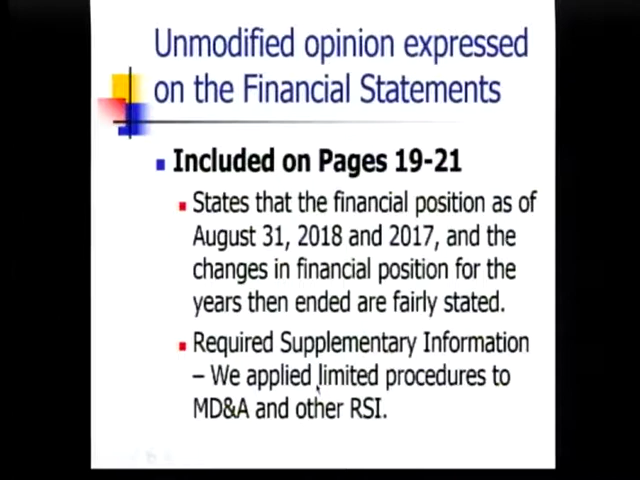 Unmodified opinion expressed
on the Financial Statements
Included on Pages 19-21
States that the financial position as of
August 31, 2018 and 2017, and the
changes in financial position for the
years then ended are fairly stated.
Required Supplementary Information
– We applied limited procedures to
MD&A and other RSI.